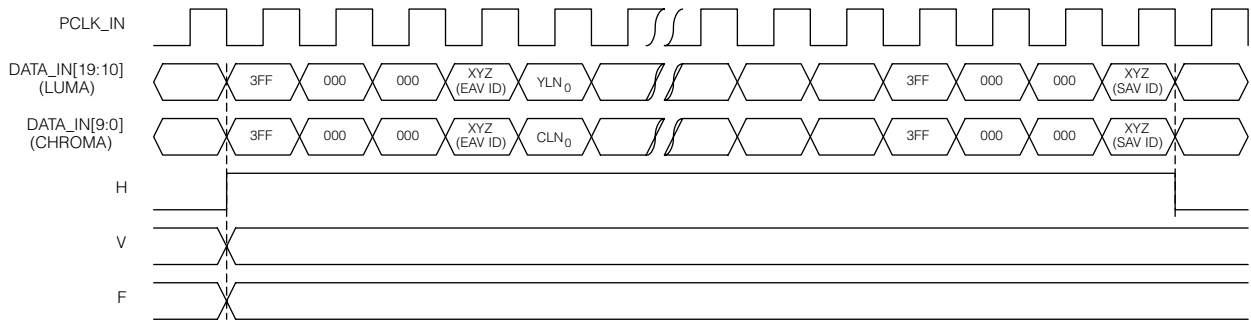 PCLK_IN
DATA_IN[19:10]
(LUMA)
3FF 000 000 XYZ (EAV ID) YLN0 3FF 000 000 XYZ (SAV ID)
DATA_IN[9:0]
(CHROMA)
3FF 000 000 XYZ (EAV ID) CLN0 3FF 000 000 XYZ (SAV ID)
H
V
F